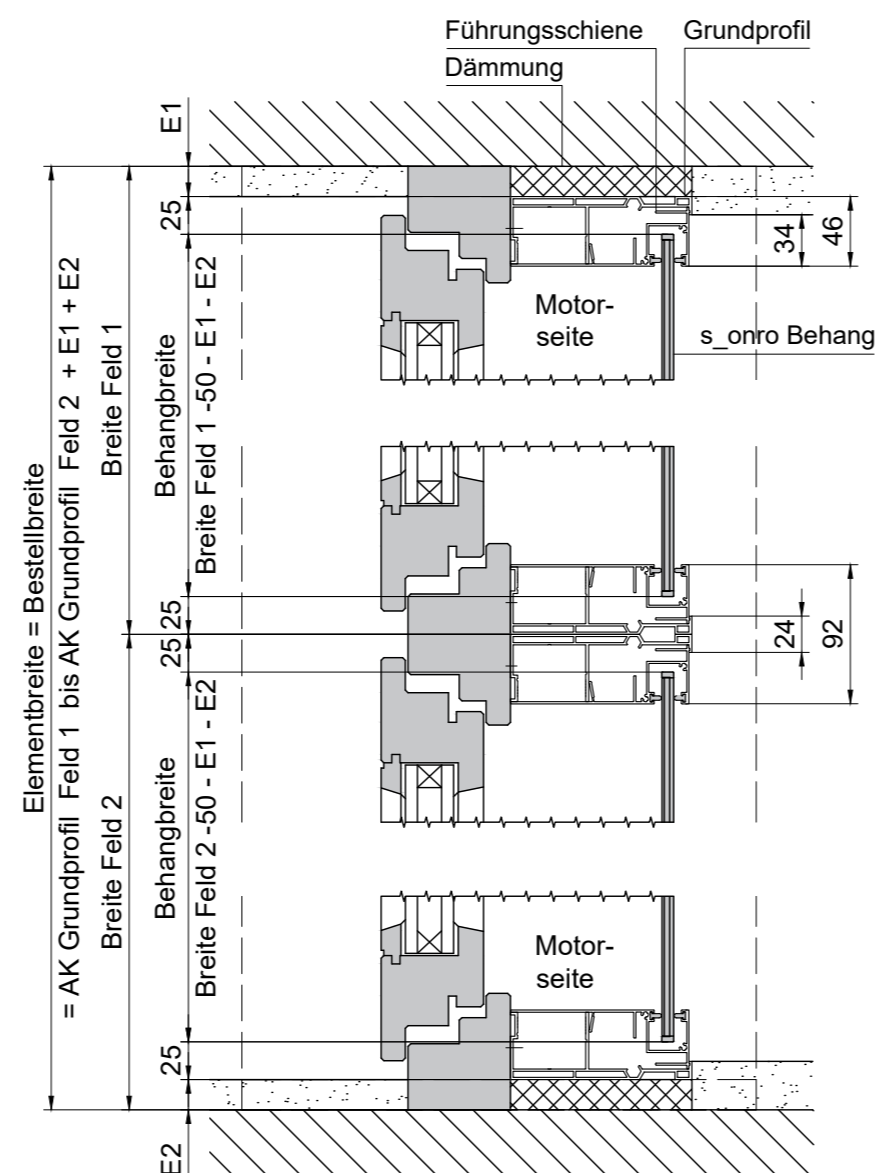 Führungsschiene
Grundprofil
Dämmung
E1
25
34
46
Motor-
seite
s_onro Behang
Elementbreite = Bestellbreite
= AK Grundprofil Feld 1 bis AK Grundprofil Feld 2 + E1 + E2
Breite Feld 1
Behangbreite
Breite Feld 1 -50 - E1 - E2
25
25
24
92
Breite Feld 2
Behangbreite
Breite Feld 2 -50 - E1 - E2
Motor-
seite
25
E2